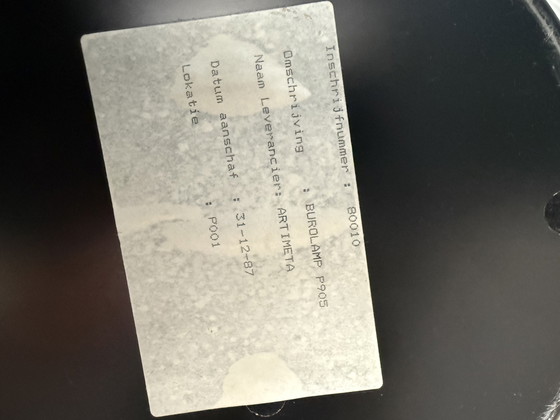 Inschrijfnummer : 80010
Omschrijving : BUROLAMP P905
Naam Leverancier: ARTIMETA
Datum aanschaf : 31-12-87
Lokatie : P001